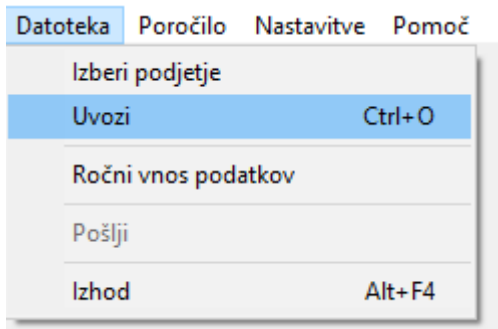 Datoteka Poročilo Nastavitve Pomoč
Izberi podjetje
Uvozi Ctrl+O
Ročni vnos podatkov
Pošlji
Izhod Alt+F4